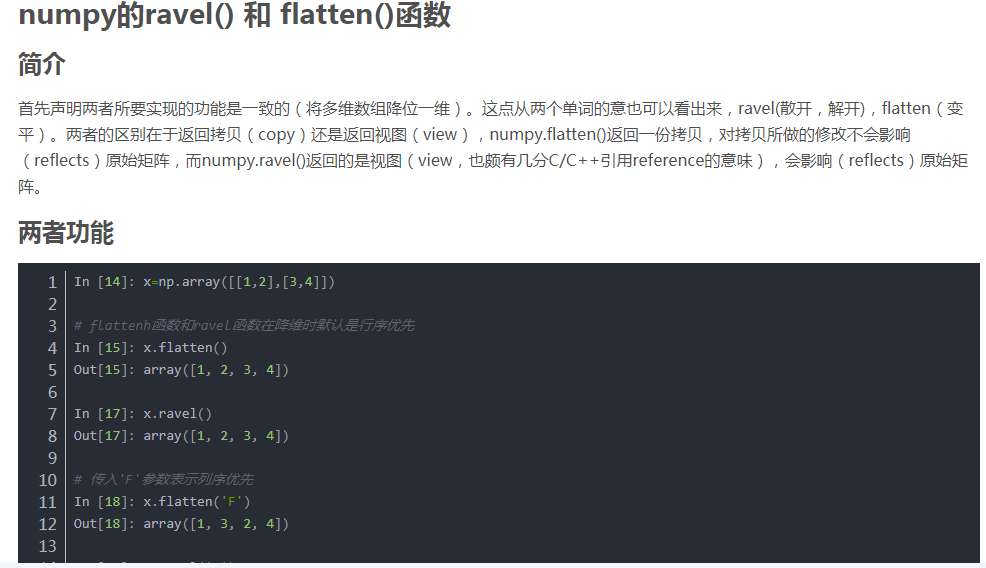 numpy的ravel() 和 flatten()函数
简介
首先声明两者所要实现的功能是一致的（将多维数组降位一维）。这点从两个单词的意也可以看出来，ravel(散开，解开)，flatten（变
平）。两者的区别在于返回拷贝（copy）还是返回视图（view），numpy.flatten()返回一份拷贝，对拷贝所做的修改不会影响
（reflects）原始矩阵，而numpy.ravel()返回的是视图（view，也颇有几分C/C++引用reference的意味），会影响（reflects）原始矩
阵。
两者功能
1 In [14]: x=np.array([[1,2],[3,4]])
2
3 # flattenh函数和ravel函数在降维时默认是行序优先
4 In [15]: x.flatten()
5 Out[15]: array([1, 2, 3, 4])
6
7 In [17]: x.ravel()
8 Out[17]: array([1, 2, 3, 4])
9
10 # 传入'F'参数表示列序优先
11 In [18]: x.flatten('F')
12 Out[18]: array([1, 3, 2, 4])
13